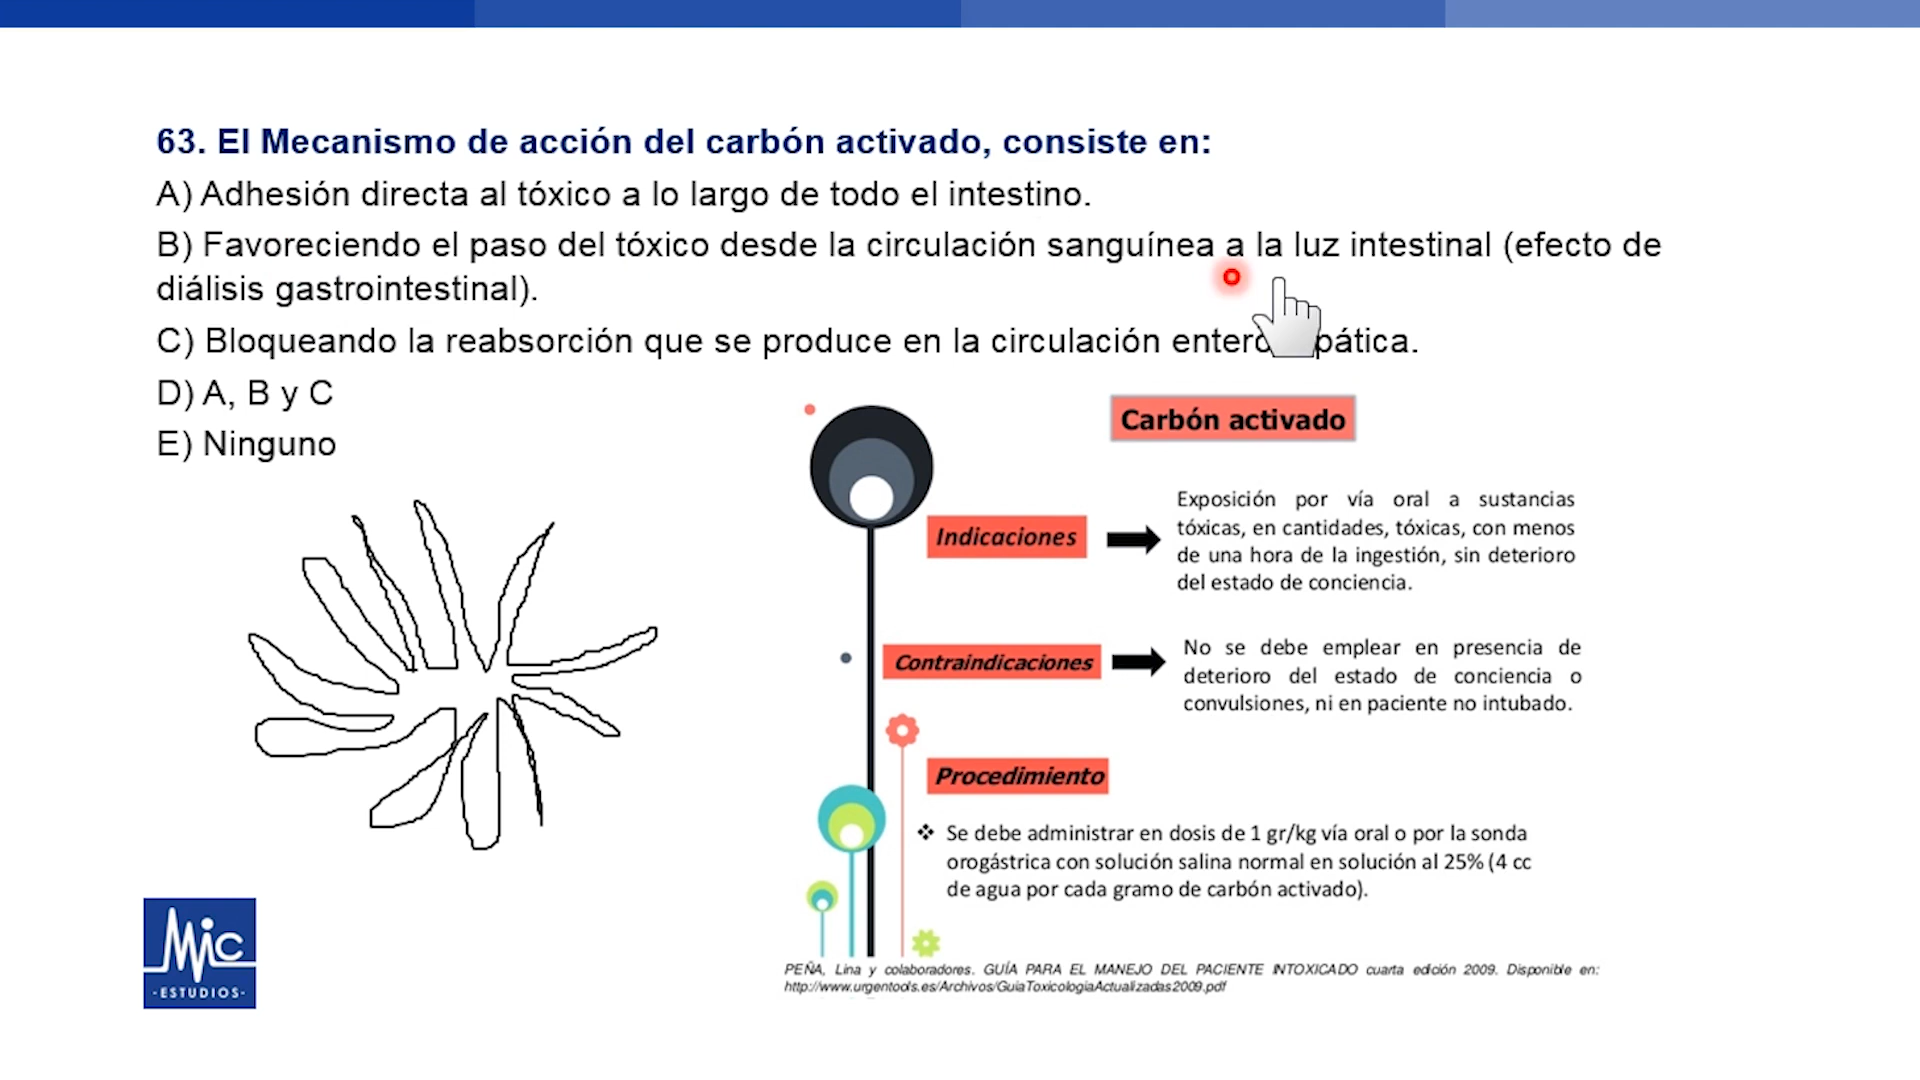 63. El Mecanismo de acción del carbón activado, consiste en:
A) Adhesión directa al tóxico a lo largo de todo el intestino.
B) Favoreciendo el paso del tóxico desde la circulación sanguínea a la luz intestinal (efecto de
diálisis gastrointestinal).
C) Bloqueando la reabsorción que se produce en la circulación
D) A, B y C
E) Ninguno
Carbón activado
Indicaciones
Exposición por vía oral a sustancias
tóxicas, en cantidades, tóxicas, con menos
de una hora de la ingestión, sin deterioro
del estado de conciencia.
Contraindicaciones
No se debe emplear en presencia de
deterioro del estado de conciencia o
convulsiones, ni en paciente no intubado.
Procedimiento
❖ Se debe administrar en dosis de 1 gr/kg vía oral o por la sonda
orogástrica con solución salina normal en solución al 25% (4 cc
de agua por cada gramo de carbón activado).
PEÑA, Lina y colaboradores. GUÍA PARA EL MANEJO DEL PACIENTE INTOXICADO cuarta edición 2009. Disponible en:
http://www.urgentools.es/Archivos/GuiaToxicologiaActualizadas2009.pdf
Mic
·ESTUDIOS·